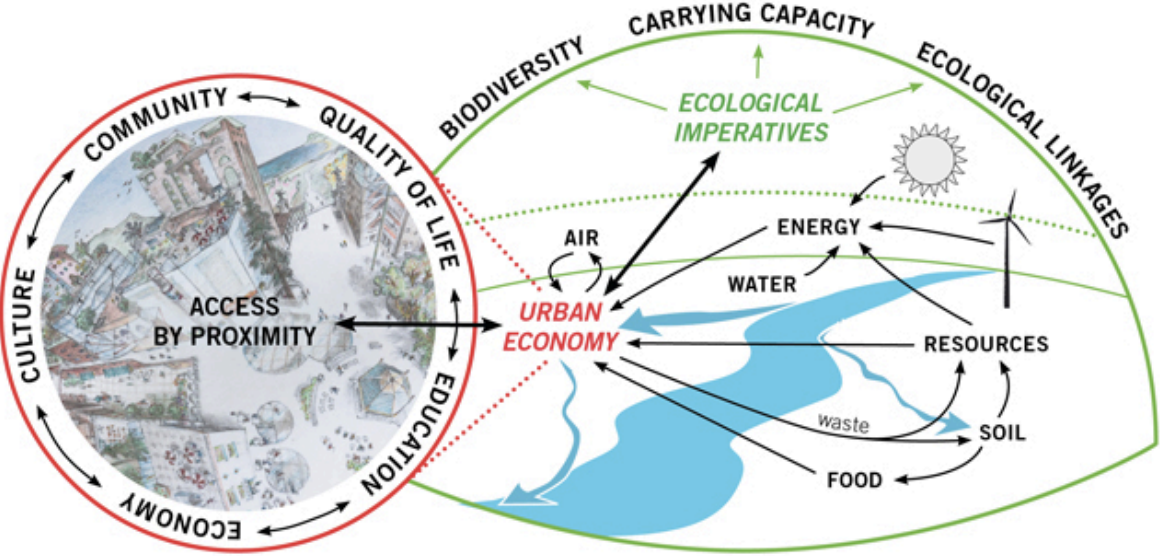 CARRYING CAPACITY
BIODIVERSITY
ECOLOGICAL LINKAGES
ECOLOGICAL
IMPERATIVES
COMMUNITY
QUALITY OF LIFE
EDUCATION
ECONOMY
CULTURE
ACCESS
BY PROXIMITY
AIR
ENERGY
WATER
URBAN
ECONOMY
RESOURCES
waste
SOIL
FOOD